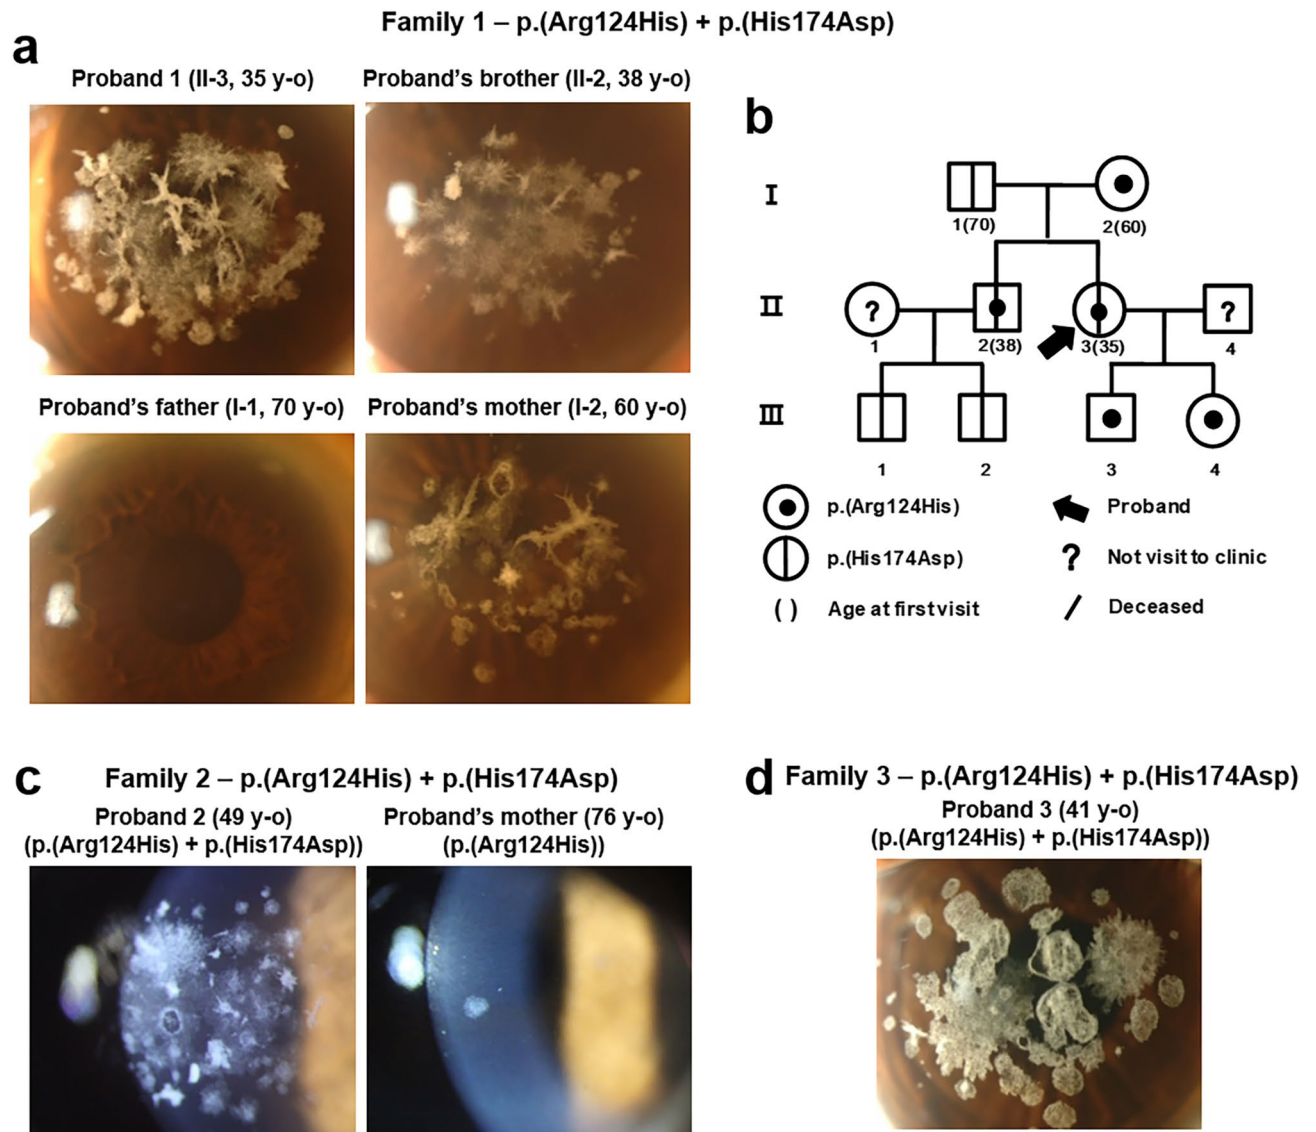 Family 1 – p.(Arg124His) + p.(His174Asp)
a
Proband 1 (II-3, 35 y-o)
Proband's brother (II-2, 38 y-o)
Proband's father (I-1, 70 y-o)
Proband's mother (I-2, 60 y-o)
b
I
1(70)
2(60)
II
?
?
1
2(38)
3(35)
4
III
1
2
3
4
p.(Arg124His)
Proband
p.(His174Asp)
? Not visit to clinic
( ) Age at first visit
/ Deceased
c
Family 2 – p.(Arg124His) + p.(His174Asp)
Proband 2 (49 y-o)
(p.(Arg124His) + p.(His174Asp))
Proband's mother (76 y-o)
(p.(Arg124His))
d
Family 3 – p.(Arg124His) + p.(His174Asp)
Proband 3 (41 y-o)
(p.(Arg124His) + p.(His174Asp))